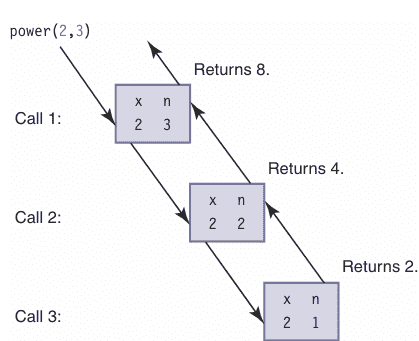 power(2,3)
Returns 8.
x n
Call 1:
2 3
Returns 4.
x n
Call 2:
2 2
Returns 2.
x n
Call 3:
2 1